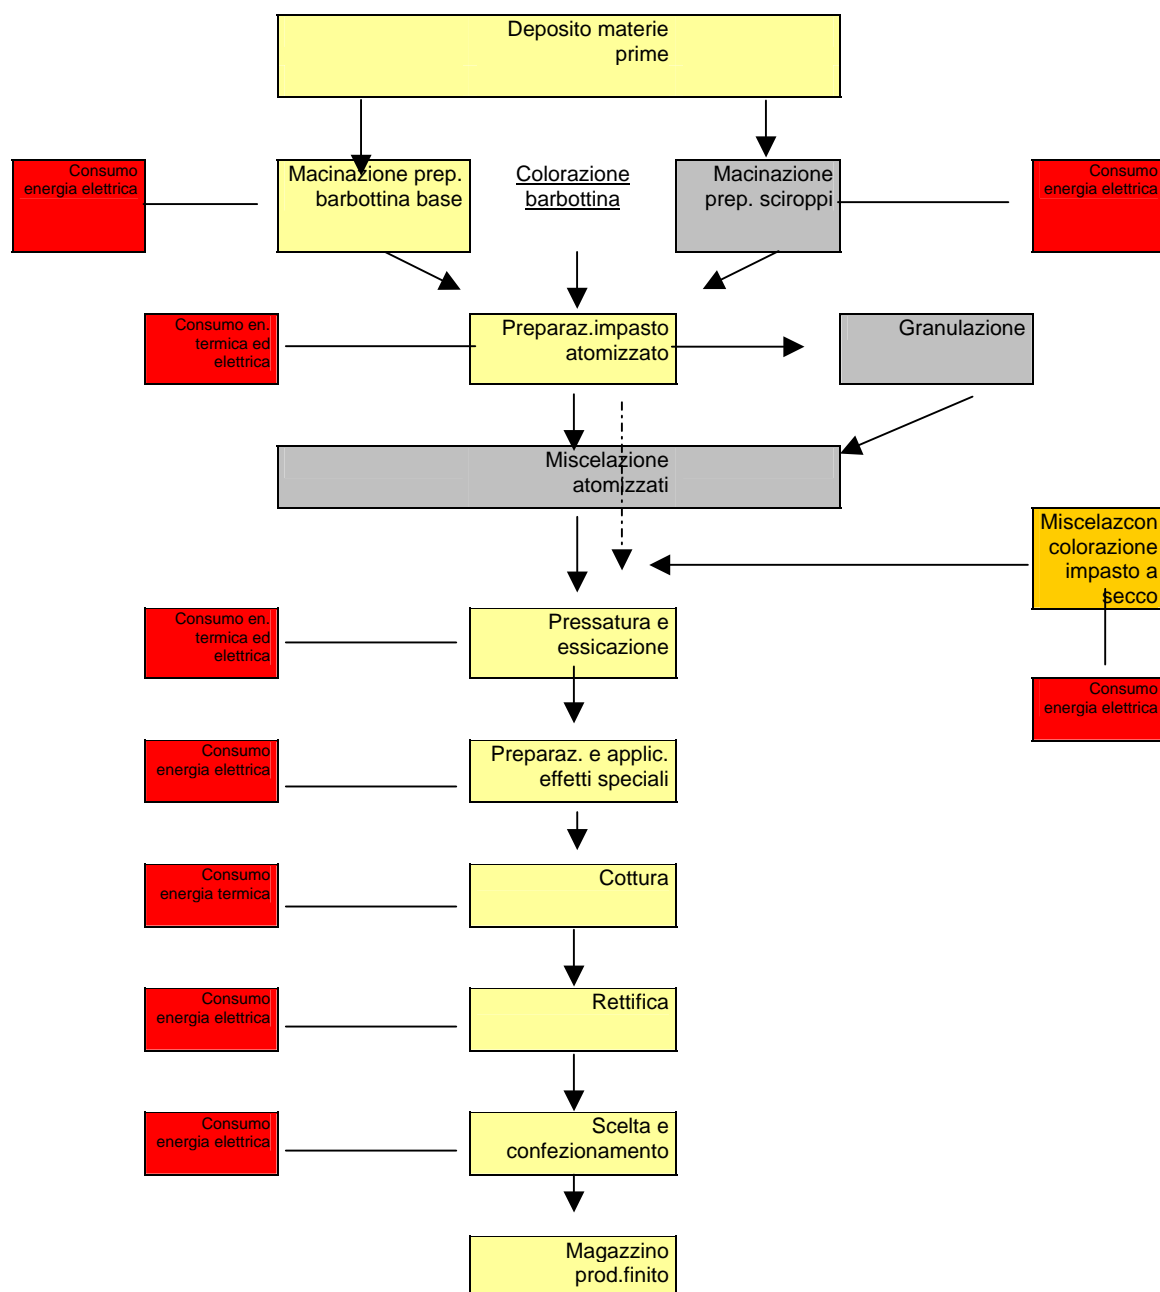 Deposito materie
prime
Consumo
energia elettrica
Macinazione prep.
barbottina base
Colorazione
barbottina
Macinazione
prep. sciroppi
Consumo
energia elettrica
Consumo en.
termica ed
elettrica
Preparaz.impasto
atomizzato
Granulazione
Miscelazione
atomizzati
Miscelazcon
colorazione
impasto a
secco
Consumo en.
termica ed
elettrica
Pressatura e
essicazione
Consumo
energia elettrica
Consumo
energia elettrica
Preparaz. e applic.
effetti speciali
Consumo
energia termica
Cottura
Consumo
energia elettrica
Rettifica
Consumo
energia elettrica
Scelta e
confezionamento
Magazzino
prod.finito